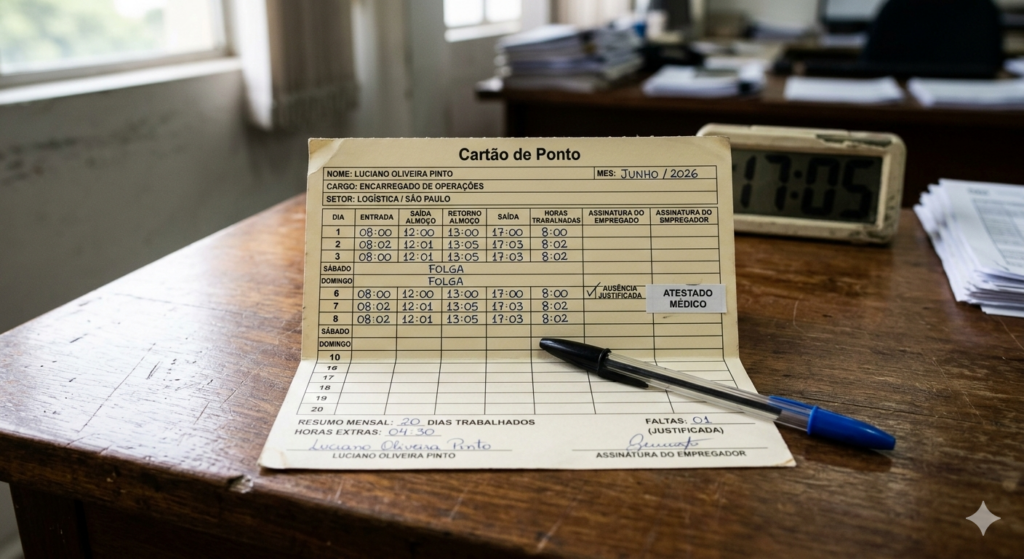 Cartão de Ponto
NOME: LUCIANO OLIVEIRA PINTO MES: JUNHO / 2026
CARGO: ENCARREGADO DE OPERAÇÕES
SETOR: LOGÍSTICA / SÃO PAULO
DIA ENTRADA SAÍDA ALMOÇO RETORNO ALMOÇO SAÍDA HORAS TRABALNADAS ASSINATURA DO EMPREGADO ASSINATURA DO SMPREGADOR
1 08:00 12:00 13:00 17:00 8:00
2 08:02 12:01 13:05 17:03 8:02
3 08:00 12:01 13:05 17:03 8:02
SÁBADO FOLGA
DOMINGO FOLGA
6 08:00 12:00 13:00 17:00 8:00 ✓ AUSÊNCIA JUSTIFICADA ATESTADO MÉDICO
7 08:02 12:01 13:05 17:03 8:02
8 08:02 12:01 13:05 17:03 8:02
SÁBADO
DOMINGO
10
16
17
18
19
20
RESUMO MENSAL: 20 DIAS TRABALHADOS FALTAS: 01
HORAS EXTRAS: 04:30 (JUSTIFICADA)
Luciano Oliveira Pinto
LUCIANO OLIVEIRA PINTO ASSINATURA DO EMPREGADOR
17:05